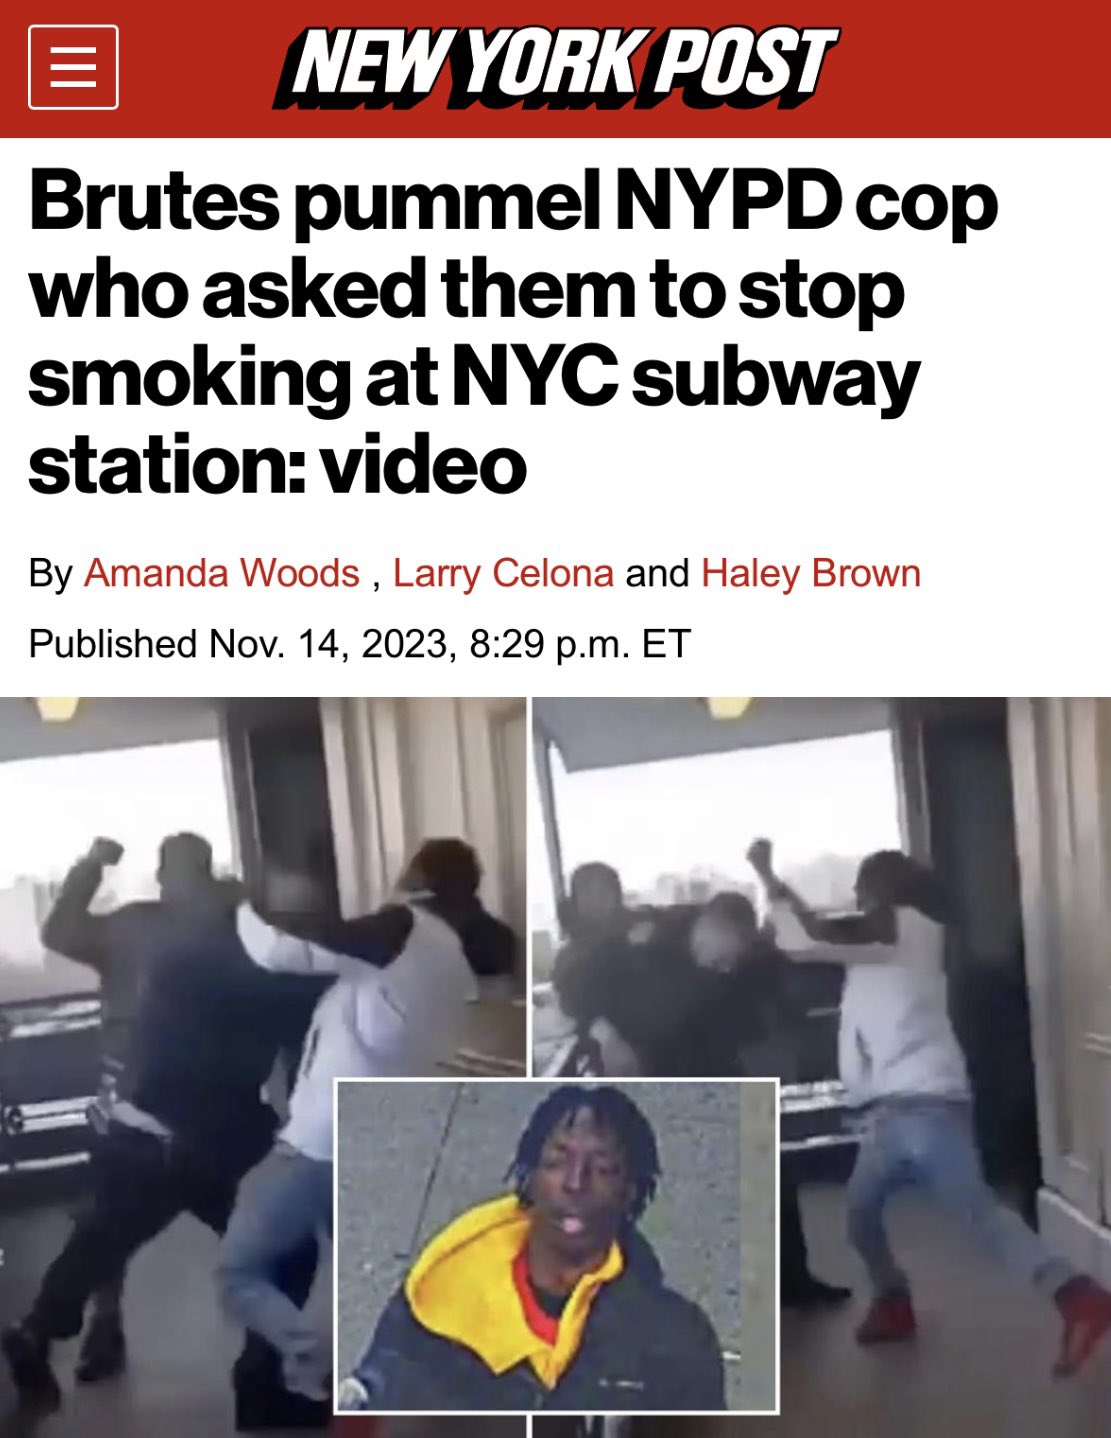 NEW YORK POST
Brutes pummel NYPD cop
who asked them to stop
smoking at NYC subway
station: video
By Amanda Woods , Larry Celona and Haley Brown
Published Nov. 14, 2023, 8:29 p.m. ET